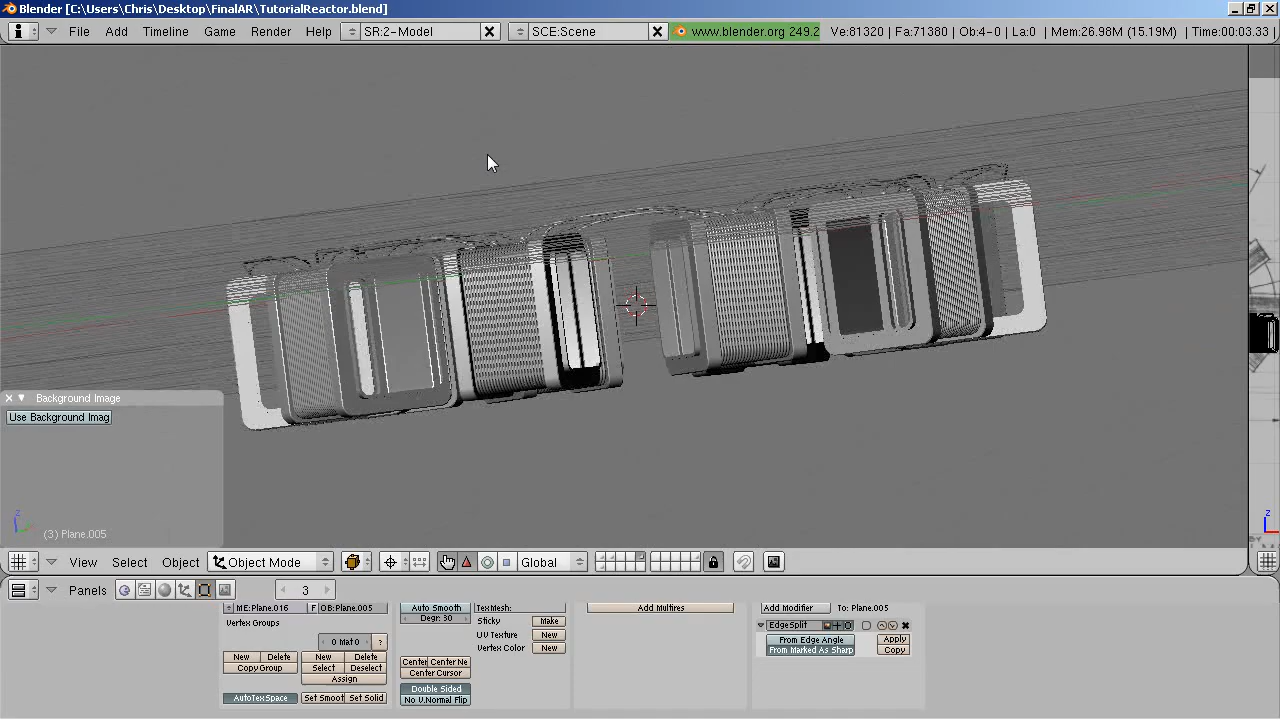 Blender [C:\Users\Chris\Desktop\FinalAR\TutorialReactor.blend]
File Add Timeline Game Render Help SR:2-Model SCE:Scene www.blender.org 249.2 Ve:81320 | Fa:71380 | Ob:4-0 | La:0 | Mem:26.98M (15.19M) | Time:00:03.33
Background Imag
Use Background Imag
z
(3) Plane.005
z
View Select Object Object Mode Global
Panels 3
ME:Plane.016 F OB:Plane.005
Vertex Groups
0 Mat 0 ?
New Delete New Delete
Copy Group Select Deselect
Assign
AutoTexSpace Set Smoot Set Solid
Auto Smooth
Degr: 30
TexMesh:
Sticky Make
UV Texture New
Vertex Color New
Center Center Ne
Center Cursor
Double Sided
No V.Normal Flip
Add Multires
Add Modifier To: Plane.005
EdgeSplit
From Edge Angle Apply
From Marked As Sharp Copy